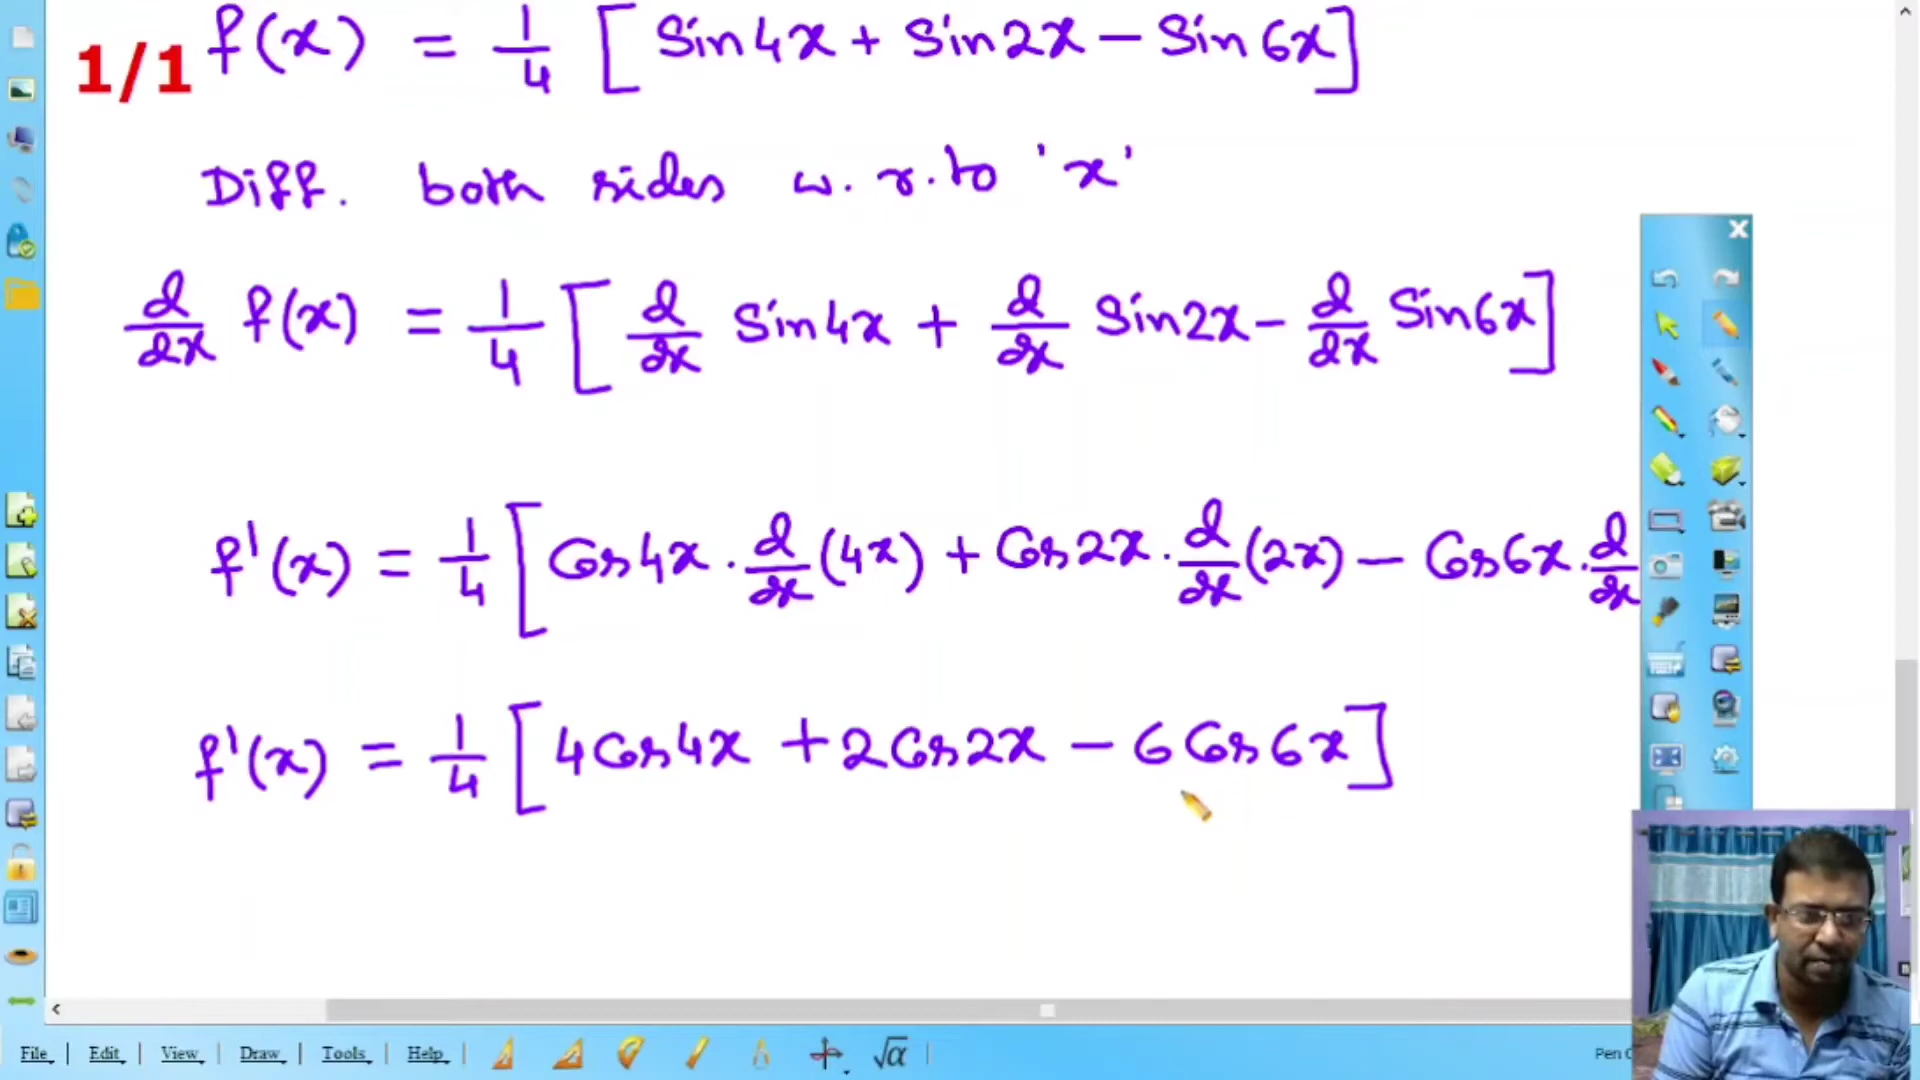 f(x) = 1/4 [Sin4x + Sin2x − Sin6x]
1/1
Diff. both sides w.r.to 'x'
d/dx f(x) = 1/4 [d/dx Sin4x + d/dx Sin2x − d/dx Sin6x]
f'(x) = 1/4 [Cos4x · d/dx (4x) + Cos2x · d/dx (2x) − Cos6x · d/dx
f'(x) = 1/4 [4Cos4x + 2Cos2x − 6Cos6x]
File Edit View Draw Tools Help √α